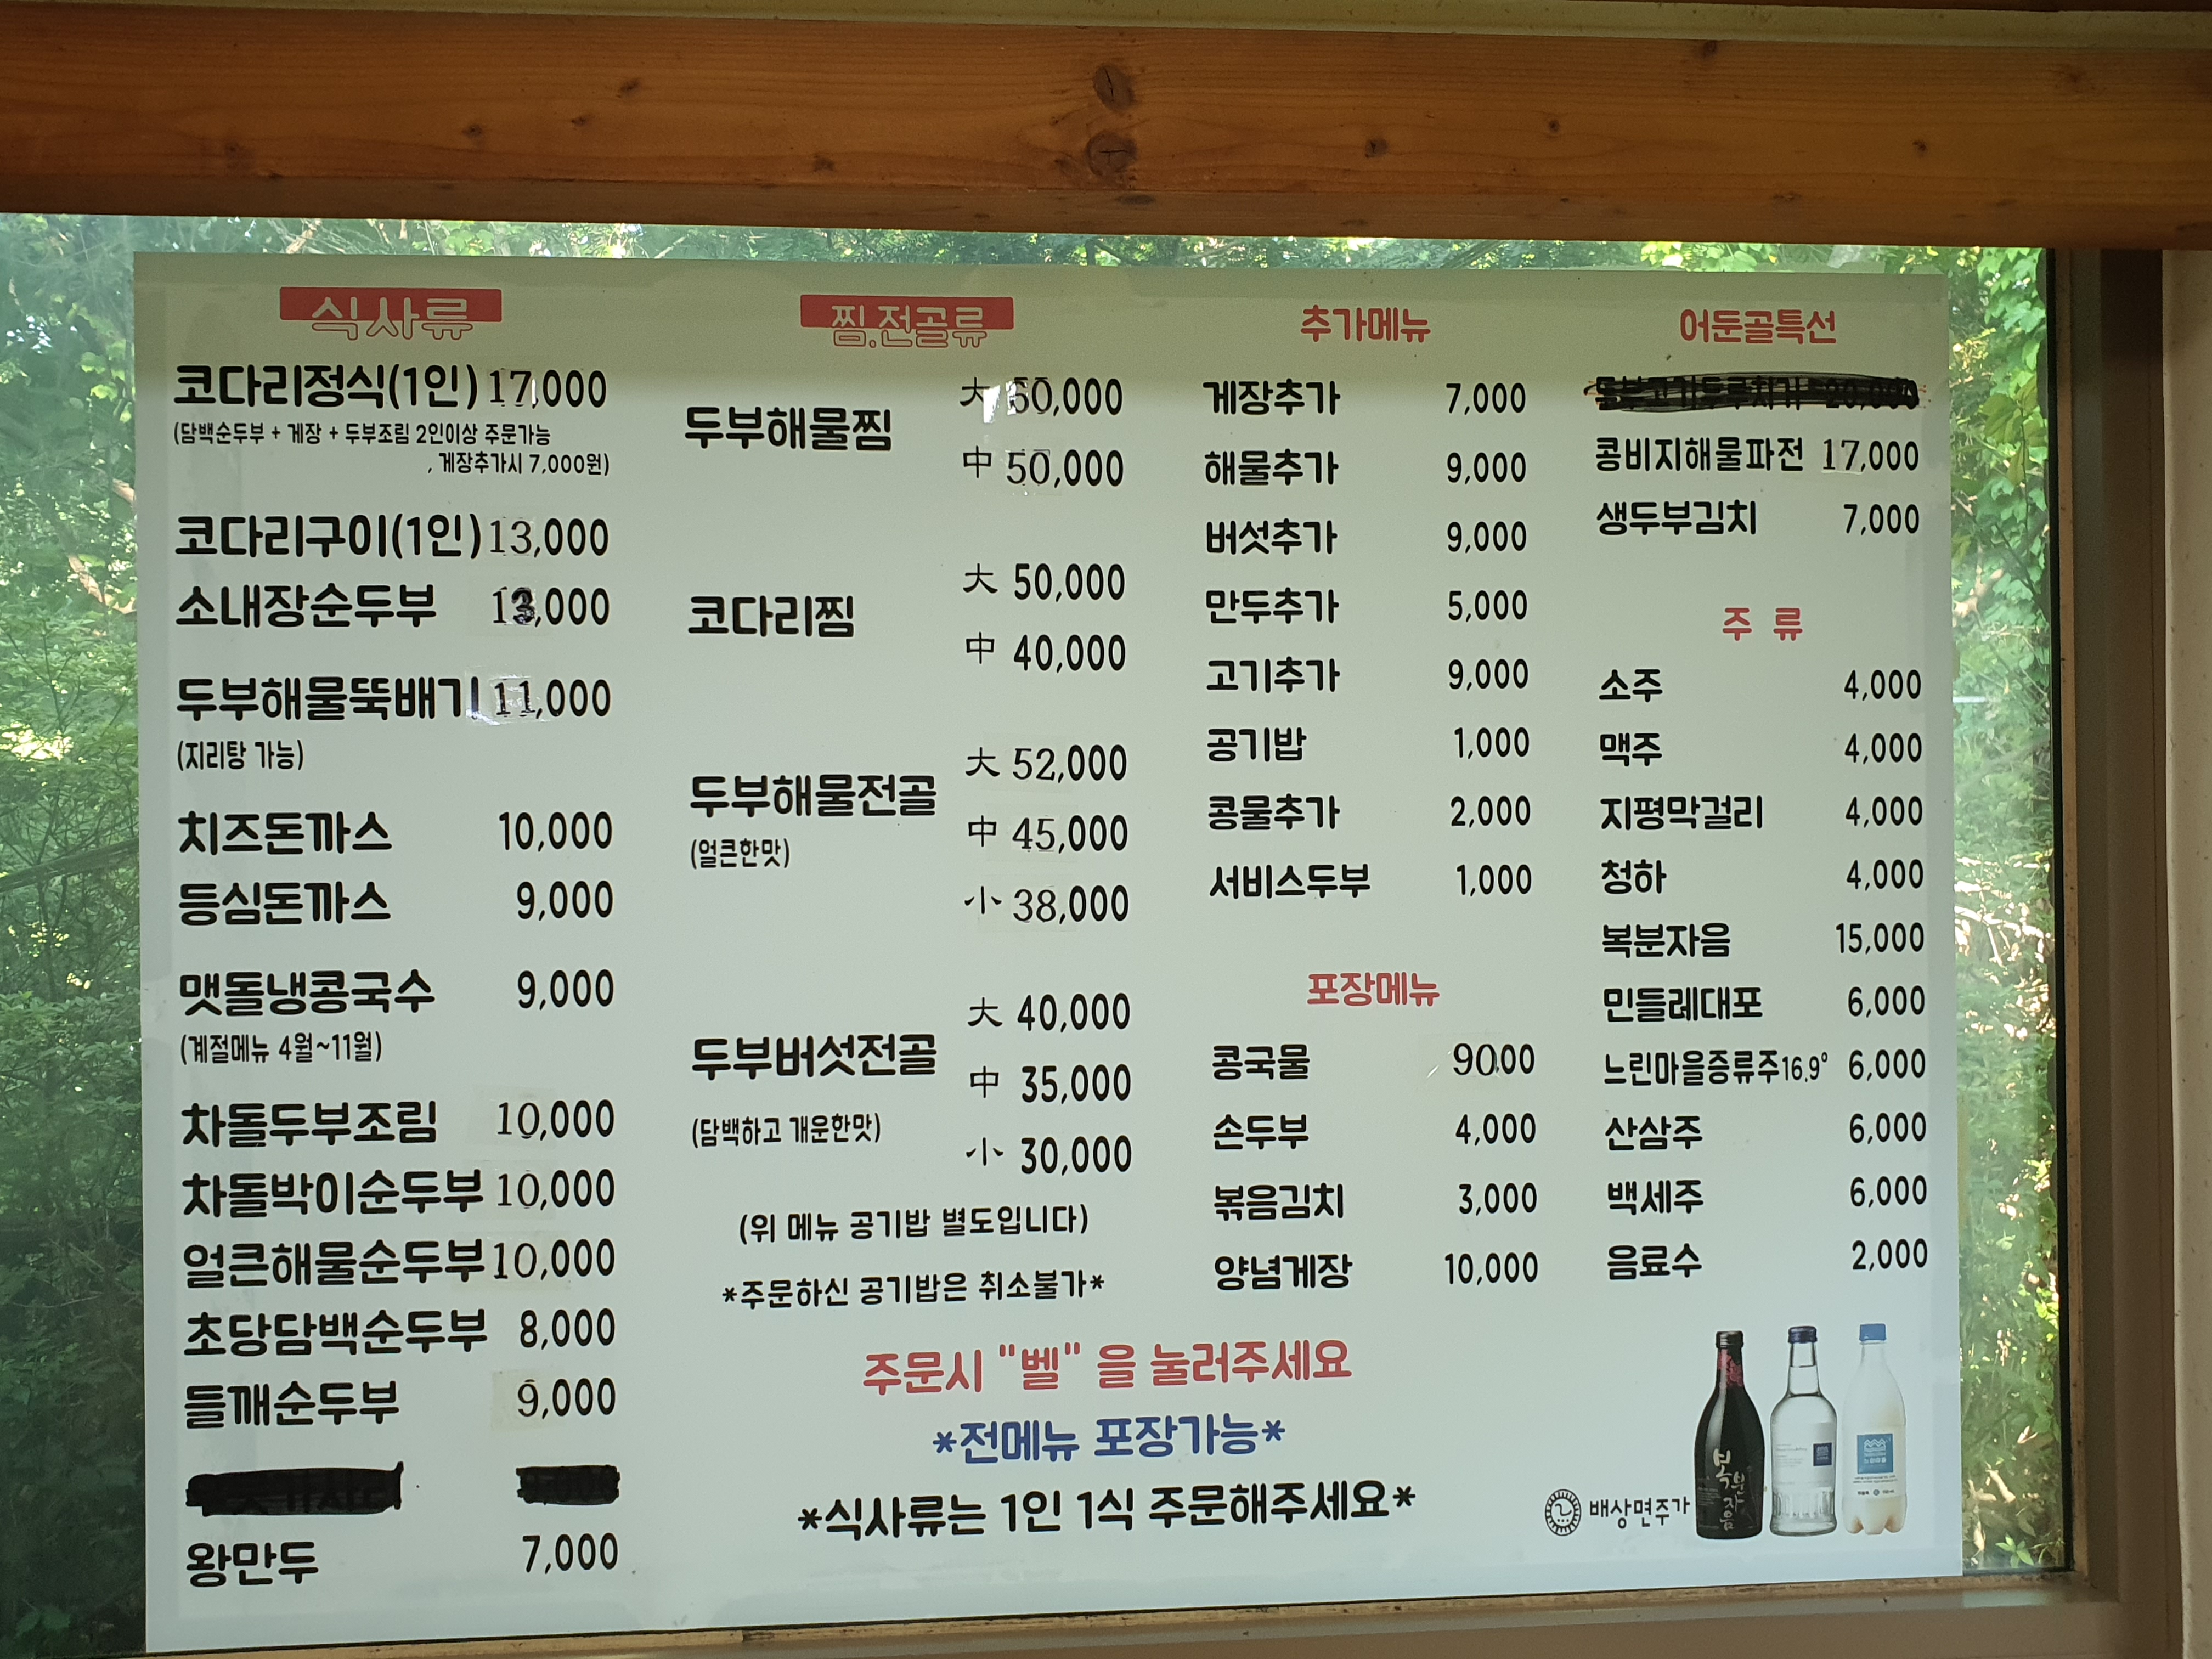 식사류
코다리정식(1인) 17,000
(담백순두부 + 게장 + 두부조림 2인이상 주문가능
, 게장추가시 7,000원)
코다리구이(1인) 13,000
소내장순두부 13,000
두부해물뚝배기 11,000
(지리탕 가능)
치즈돈까스 10,000
등심돈까스 9,000
맷돌냉콩국수 9,000
(계절메뉴 4월~11월)
차돌두부조림 10,000
차돌박이순두부 10,000
얼큰해물순두부 10,000
초당담백순두부 8,000
들깨순두부 9,000
왕만두 7,000
찜.전골류
두부해물찜
大 60,000
中 50,000
코다리찜
大 50,000
中 40,000
두부해물전골
(얼큰한맛)
大 52,000
中 45,000
小 38,000
두부버섯전골
(담백하고 개운한맛)
大 40,000
中 35,000
小 30,000
(위 메뉴 공기밥 별도입니다)
*주문하신 공기밥은 취소불가*
주문시 "벨" 을 눌러주세요
*전메뉴 포장가능*
*식사류는 1인 1식 주문해주세요*
추가메뉴
게장추가 7,000
해물추가 9,000
버섯추가 9,000
만두추가 5,000
고기추가 9,000
공기밥 1,000
콩물추가 2,000
서비스두부 1,000
포장메뉴
콩국물 9000
손두부 4,000
볶음김치 3,000
양념게장 10,000
어둔골특선
콩비지해물파전 17,000
생두부김치 7,000
주 류
소주 4,000
맥주 4,000
지평막걸리 4,000
청하 4,000
복분자음 15,000
민들레대포 6,000
느린마을증류주16.9° 6,000
산삼주 6,000
백세주 6,000
음료수 2,000
배상면주가
복분자음